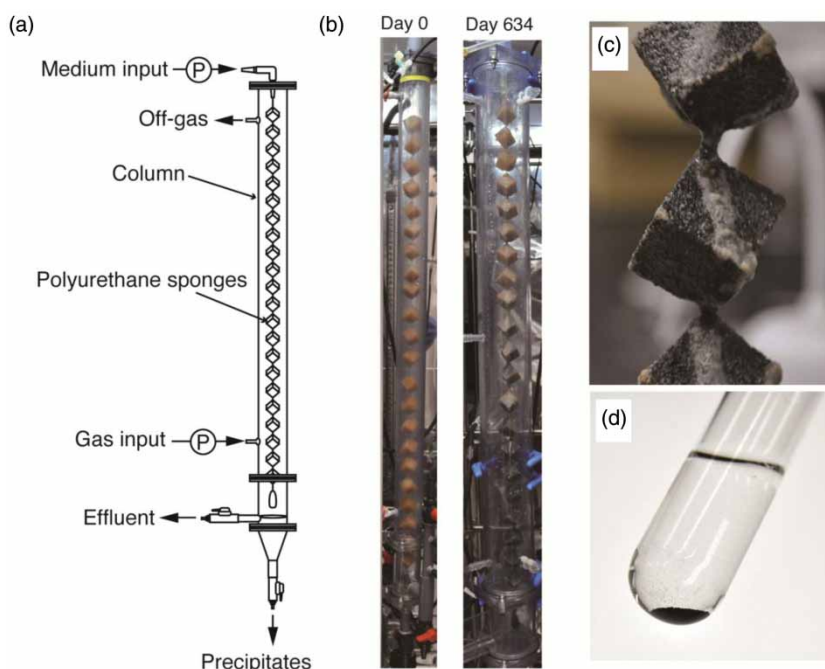 (a)
Medium input
P
Off-gas
Column
Polyurethane sponges
Gas input
P
Effluent
Precipitates
(b)
Day 0
Day 634
(c)
(d)